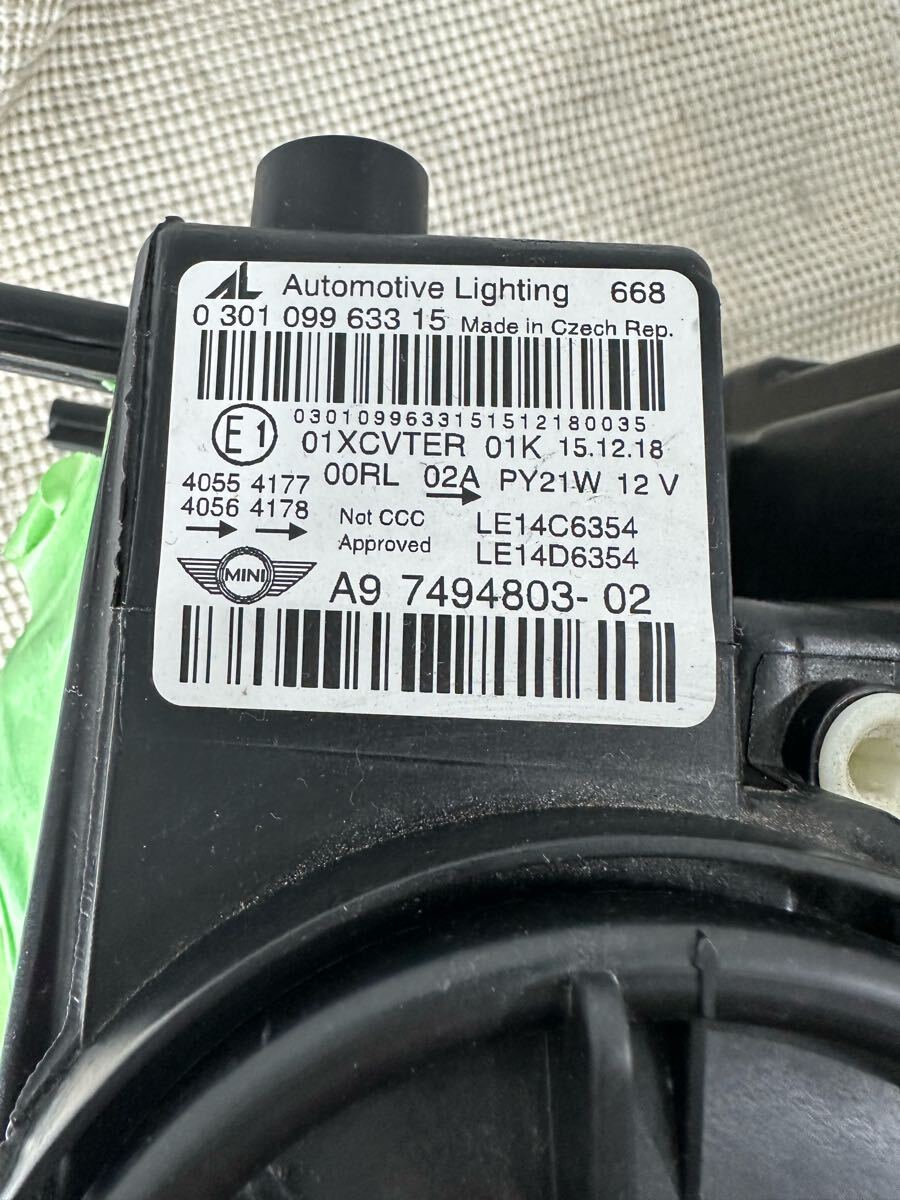 AL Automotive Lighting 668
0 301 099 633 15 Made in Czech Rep.
0301099633151512180035
E1 01XCVTER 01K 15.12.18
4055 4177 00RL 02A PY21W 12 V
4056 4178
Not CCC LE14C6354
Approved LE14D6354
MINI A9 7494803- 02